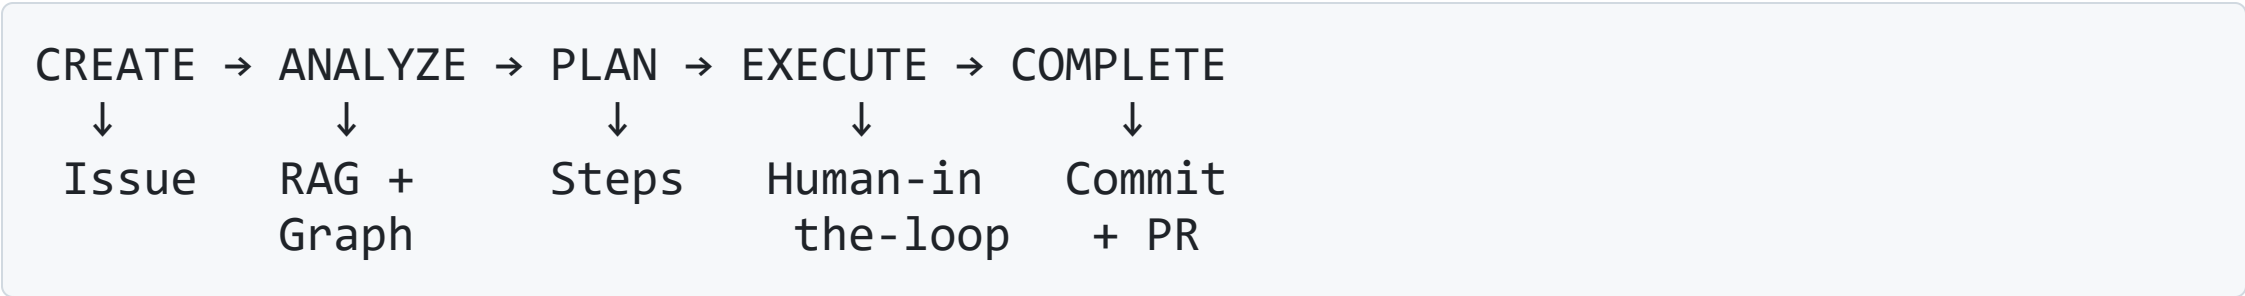 CREATE → ANALYZE → PLAN → EXECUTE → COMPLETE
↓ ↓ ↓ ↓ ↓
Issue RAG + Steps Human-in Commit
Graph the-loop + PR